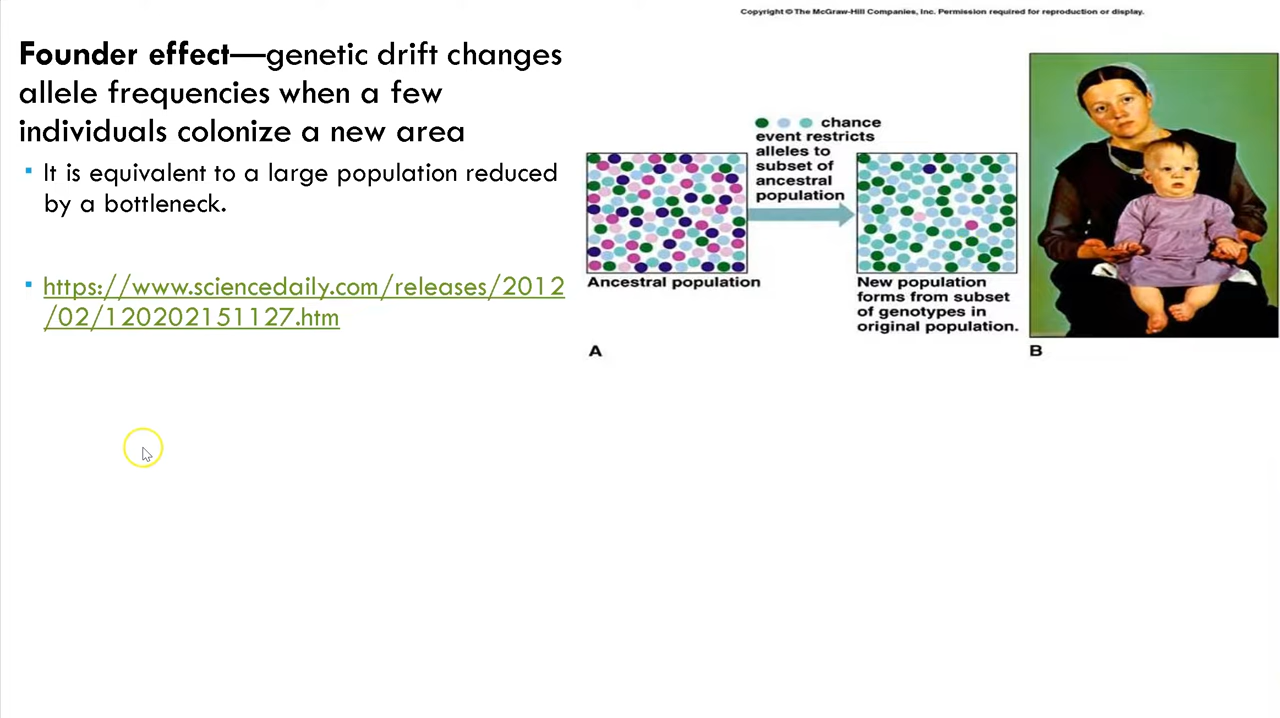 Copyright © The McGraw-Hill Companies, Inc. Permission required for reproduction or display.
Founder effect—genetic drift changes
allele frequencies when a few
individuals colonize a new area
It is equivalent to a large population reduced
by a bottleneck.
https://www.sciencedaily.com/releases/2012
/02/120202151127.htm
chance
event restricts
alleles to
subset of
ancestral
population
Ancestral population
New population
forms from subset
of genotypes in
original population.
A
B